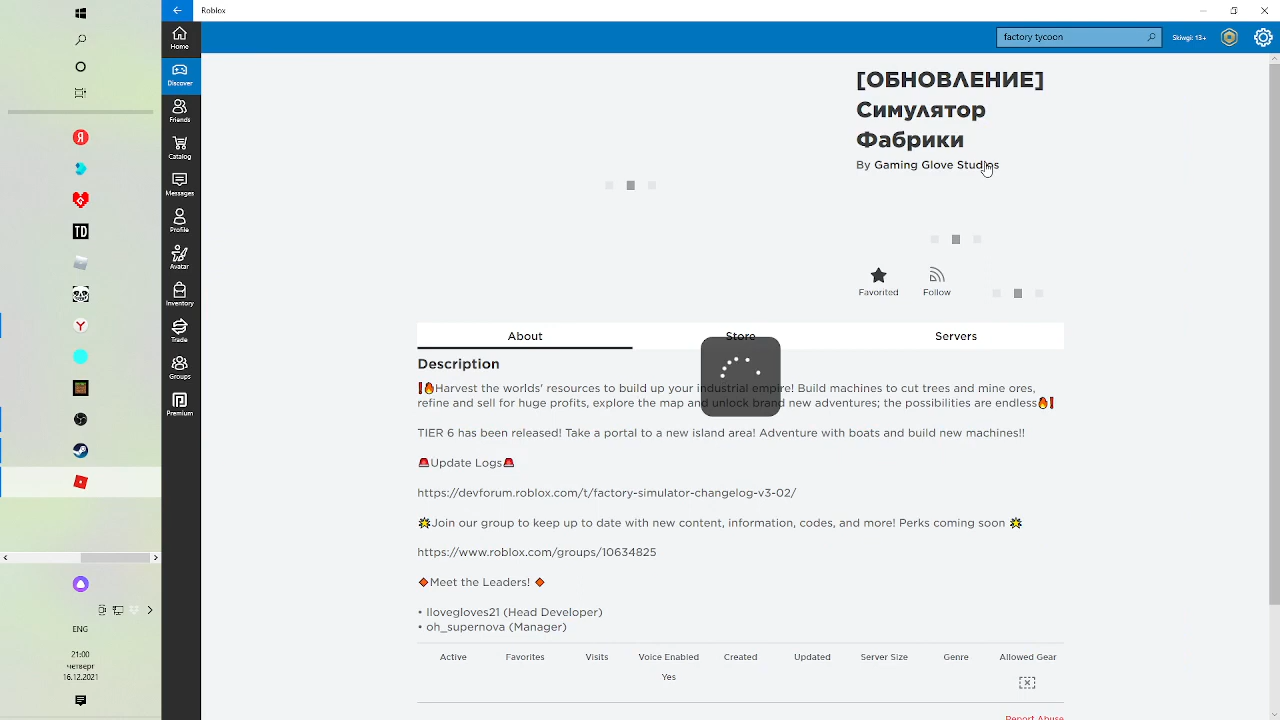 Roblox
factory tycoon
Skiwgi: 13+
Home
Discover
Friends
Catalog
Messages
Profile
Avatar
Inventory
Trade
Groups
Premium
TD
ENG
21:00
четверг
16.12.2021
[ОБНОВЛЕНИЕ]
Симулятор
Фабрики
By Gaming Glove Studios
Favorited
Follow
About
Store
Servers
Description
Harvest the worlds' resources to build up your industrial empire! Build machines to cut trees and mine ores,
refine and sell for huge profits, explore the map and unlock brand new adventures; the possibilities are endless🔥❗
TIER 6 has been released! Take a portal to a new island area! Adventure with boats and build new machines!!
🚨Update Logs🚨
https://devforum.roblox.com/t/factory-simulator-changelog-v3-02/
Join our group to keep up to date with new content, information, codes, and more! Perks coming soon
https://www.roblox.com/groups/10634825
🔶Meet the Leaders! 🔶
• Ilovegloves21 (Head Developer)
• oh_supernova (Manager)
Active
Favorites
Visits
Voice Enabled
Created
Updated
Server Size
Genre
Allowed Gear
Yes
Report Abuse